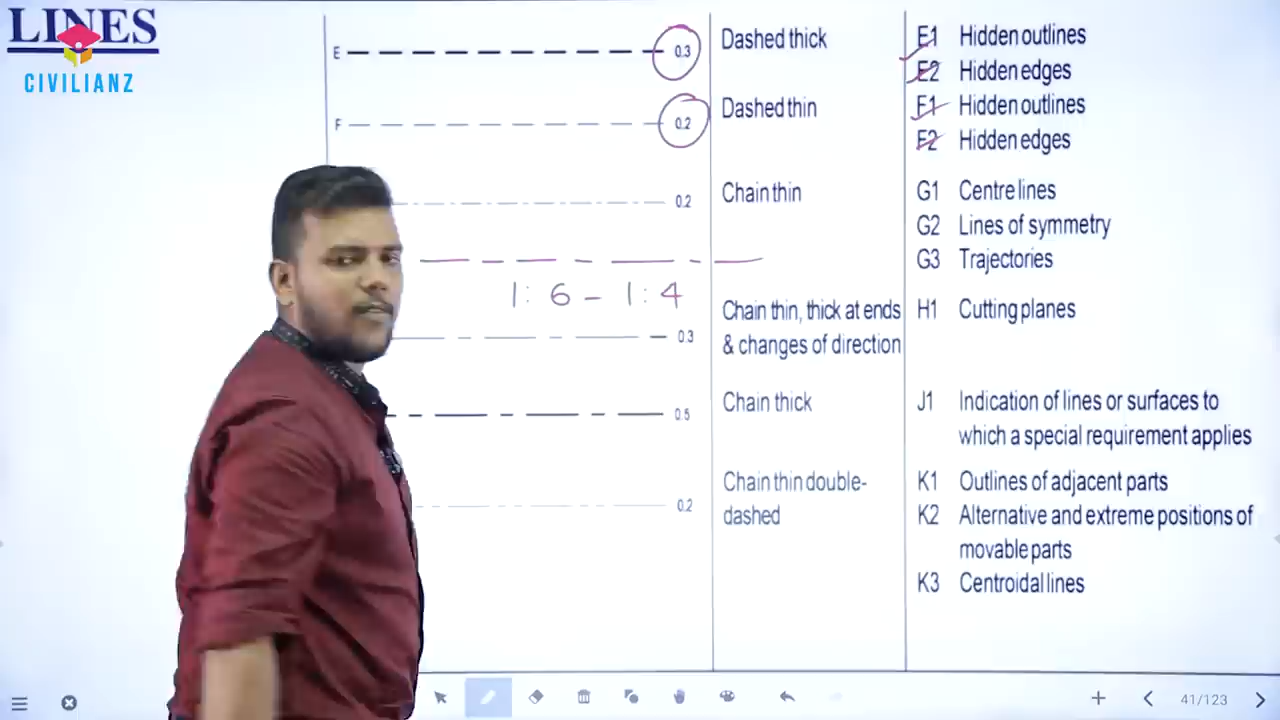 LINES
CIVILIANZ
E 0.3 Dashed thick E1 Hidden outlines
E2 Hidden edges
F 0.2 Dashed thin F1 Hidden outlines
F2 Hidden edges
0.2 Chain thin G1 Centre lines
G2 Lines of symmetry
G3 Trajectories
1 : 6 - 1 : 4
0.3 Chain thin, thick at ends H1 Cutting planes
& changes of direction
0.5 Chain thick J1 Indication of lines or surfaces to
which a special requirement applies
0.2 Chain thin double- K1 Outlines of adjacent parts
dashed K2 Alternative and extreme positions of
movable parts
K3 Centroidal lines
41/123